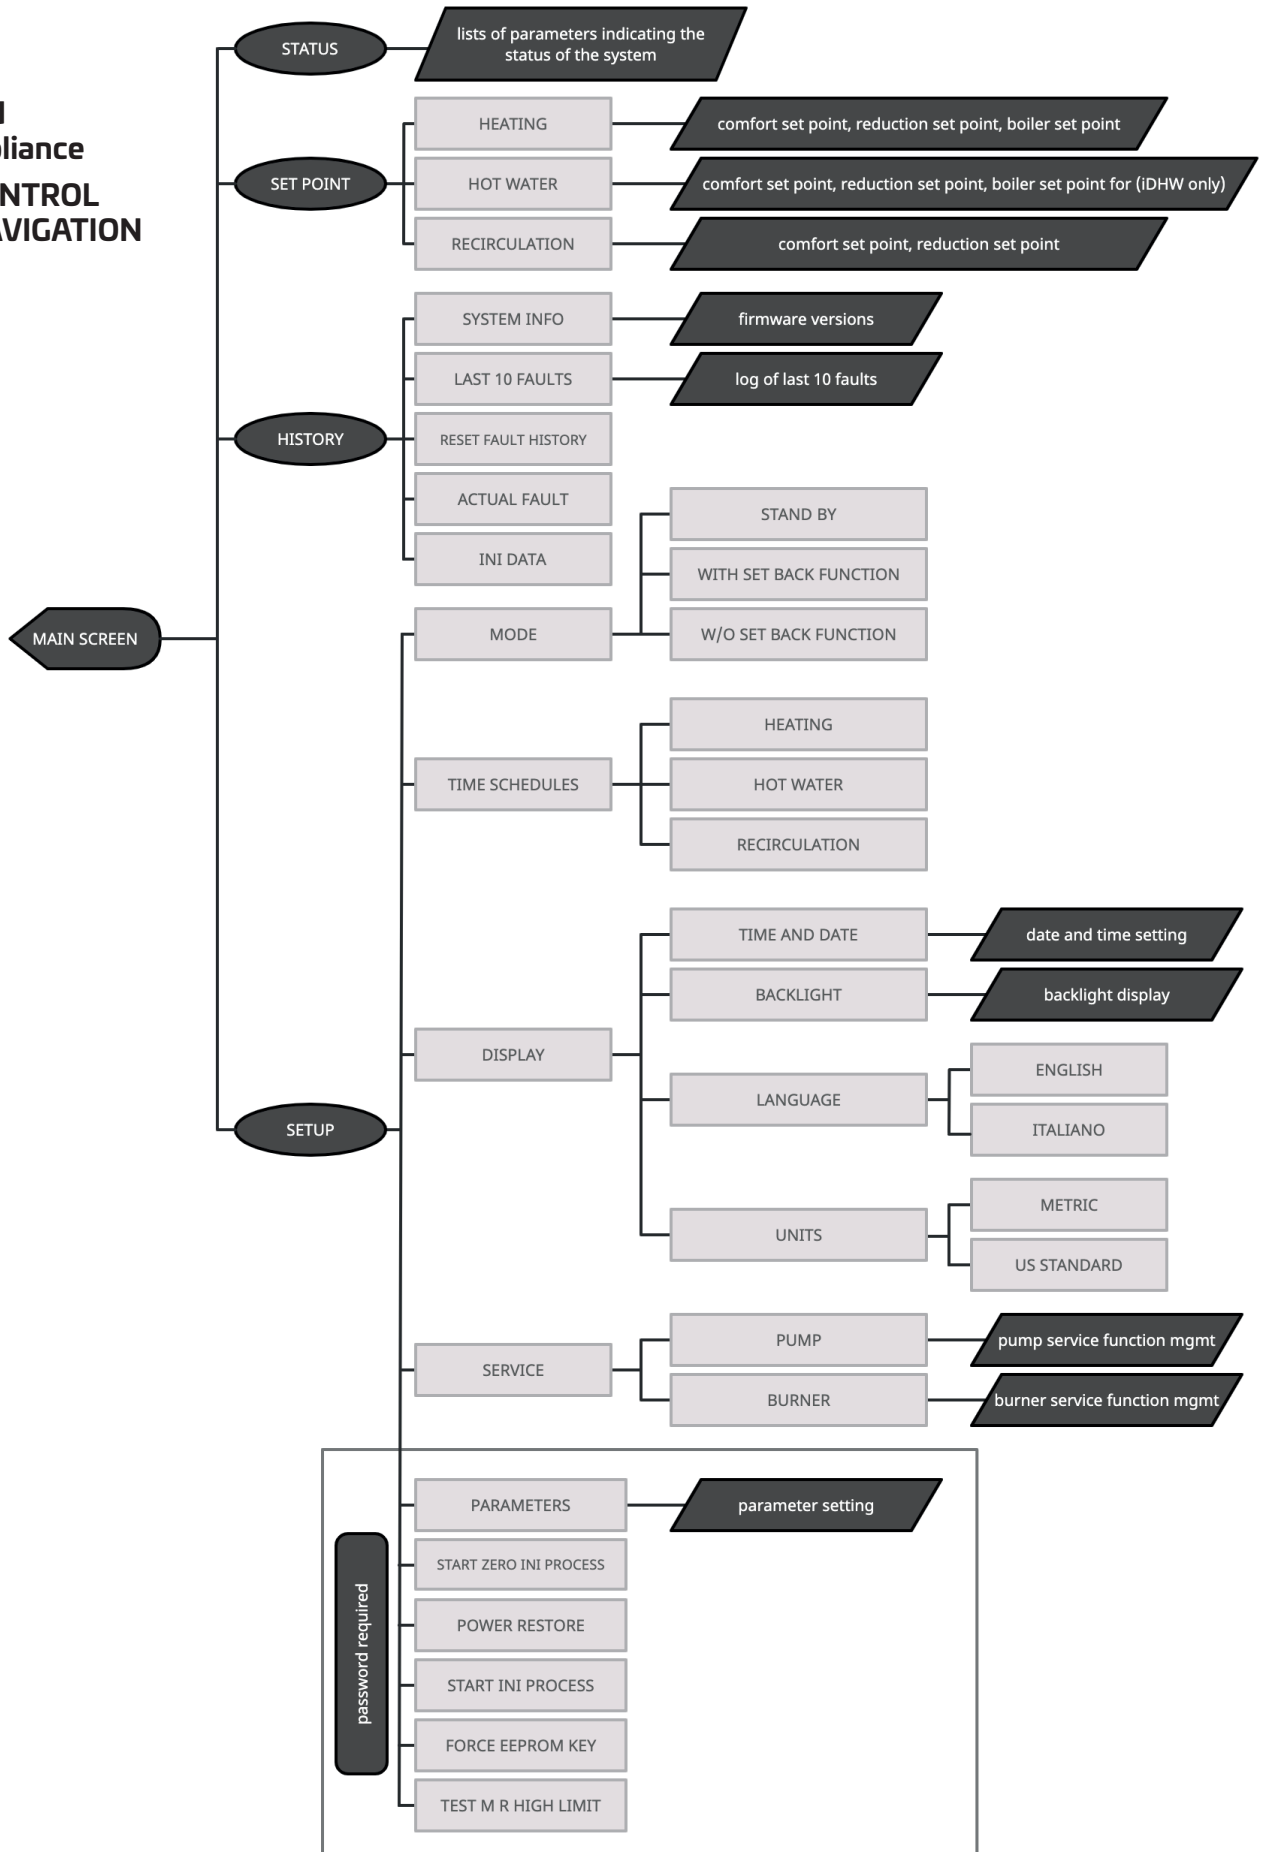 liance
NTROL
AVIGATION
STATUS
lists of parameters indicating the
status of the system
SET POINT
HEATING
comfort set point, reduction set point, boiler set point
HOT WATER
comfort set point, reduction set point, boiler set point for (iDHW only)
RECIRCULATION
comfort set point, reduction set point
HISTORY
SYSTEM INFO
firmware versions
LAST 10 FAULTS
log of last 10 faults
RESET FAULT HISTORY
ACTUAL FAULT
INI DATA
MAIN SCREEN
SETUP
MODE
STAND BY
WITH SET BACK FUNCTION
W/O SET BACK FUNCTION
TIME SCHEDULES
HEATING
HOT WATER
RECIRCULATION
DISPLAY
TIME AND DATE
date and time setting
BACKLIGHT
backlight display
LANGUAGE
ENGLISH
ITALIANO
UNITS
METRIC
US STANDARD
SERVICE
PUMP
pump service function mgmt
BURNER
burner service function mgmt
password required
PARAMETERS
parameter setting
START ZERO INI PROCESS
POWER RESTORE
START INI PROCESS
FORCE EEPROM KEY
TEST M R HIGH LIMIT